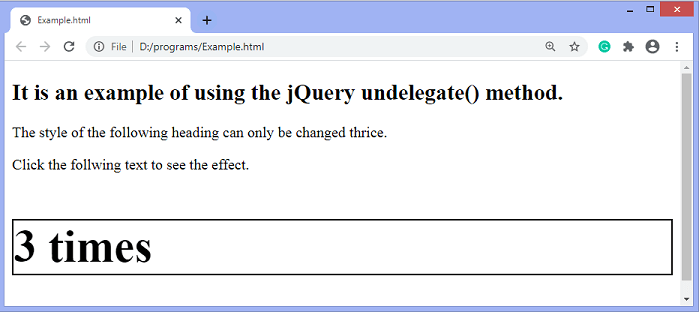 Example.html
File | D:/programs/Example.html
It is an example of using the jQuery undelegate() method.
The style of the following heading can only be changed thrice.
Click the follwing text to see the effect.
3 times